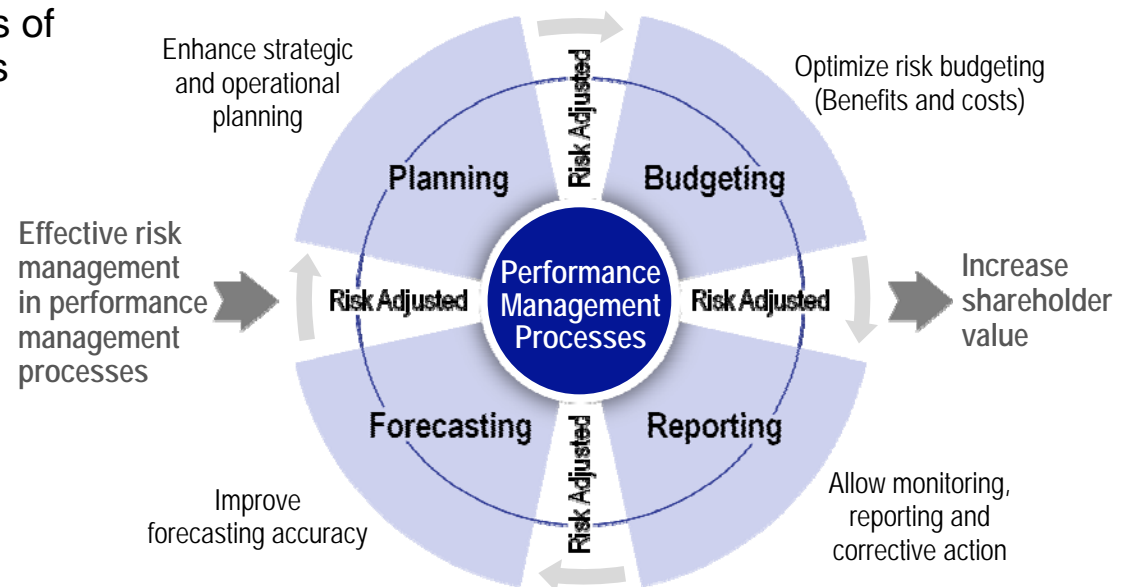 s of
s
Enhance strategic
and operational
planning
Risk Adjusted
Optimize risk budgeting
(Benefits and costs)
Planning
Budgeting
Effective risk
management
in performance
management
processes
Risk Adjusted
Performance
Management
Processes
Risk Adjusted
Increase
shareholder
value
Forecasting
Reporting
Risk Adjusted
Improve
forecasting accuracy
Allow monitoring,
reporting and
corrective action